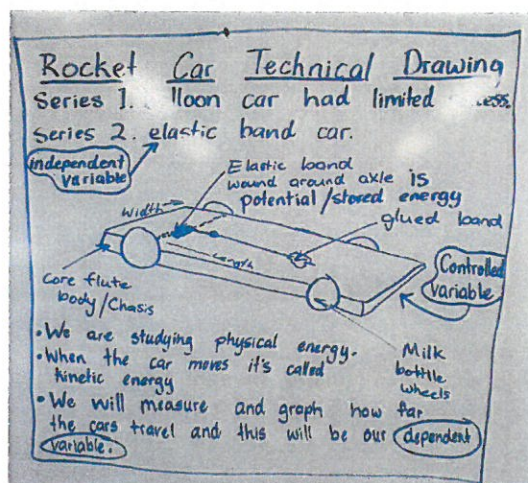 Rocket Car Technical Drawing
Series 1. lloon car had limited ess.
Series 2. elastic band car.
independent
variable
Elastic band
wound around axle is
potential/stored energy
glued band
width
Length
Core flute
body/Chasis
Controlled
variable
Milk
bottle
wheels
• We are studying physical energy.
• When the car moves it's called
kinetic energy
• We will measure and graph how far
the cars travel and this will be our dependent
variable.